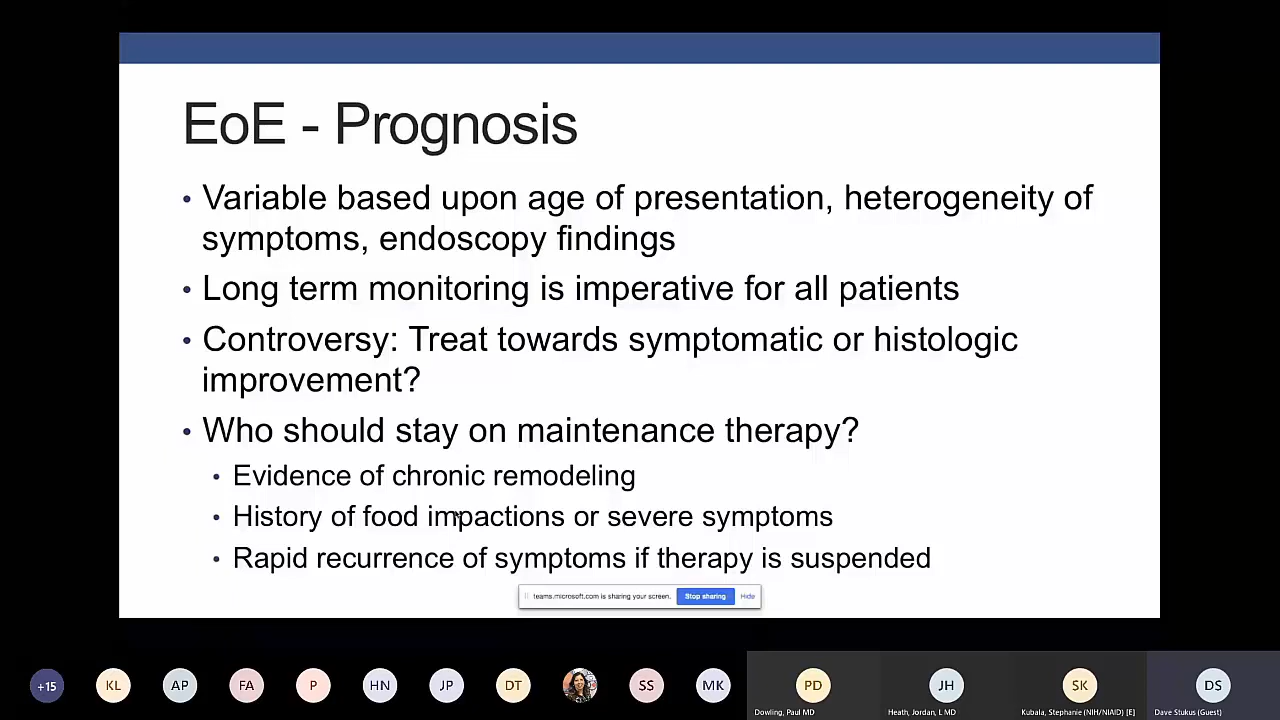 EoE - Prognosis
• Variable based upon age of presentation, heterogeneity of
symptoms, endoscopy findings
• Long term monitoring is imperative for all patients
• Controversy: Treat towards symptomatic or histologic
improvement?
• Who should stay on maintenance therapy?
• Evidence of chronic remodeling
• History of food impactions or severe symptoms
• Rapid recurrence of symptoms if therapy is suspended
teams.microsoft.com is sharing your screen. Stop sharing Hide
+15 KL AP FA P HN JP DT SS MK PD JH SK DS
Dowling, Paul MD Heath, Jordan, L MD Kubala, Stephanie (NIH/NIAID) [E] Dave Stukus (Guest)